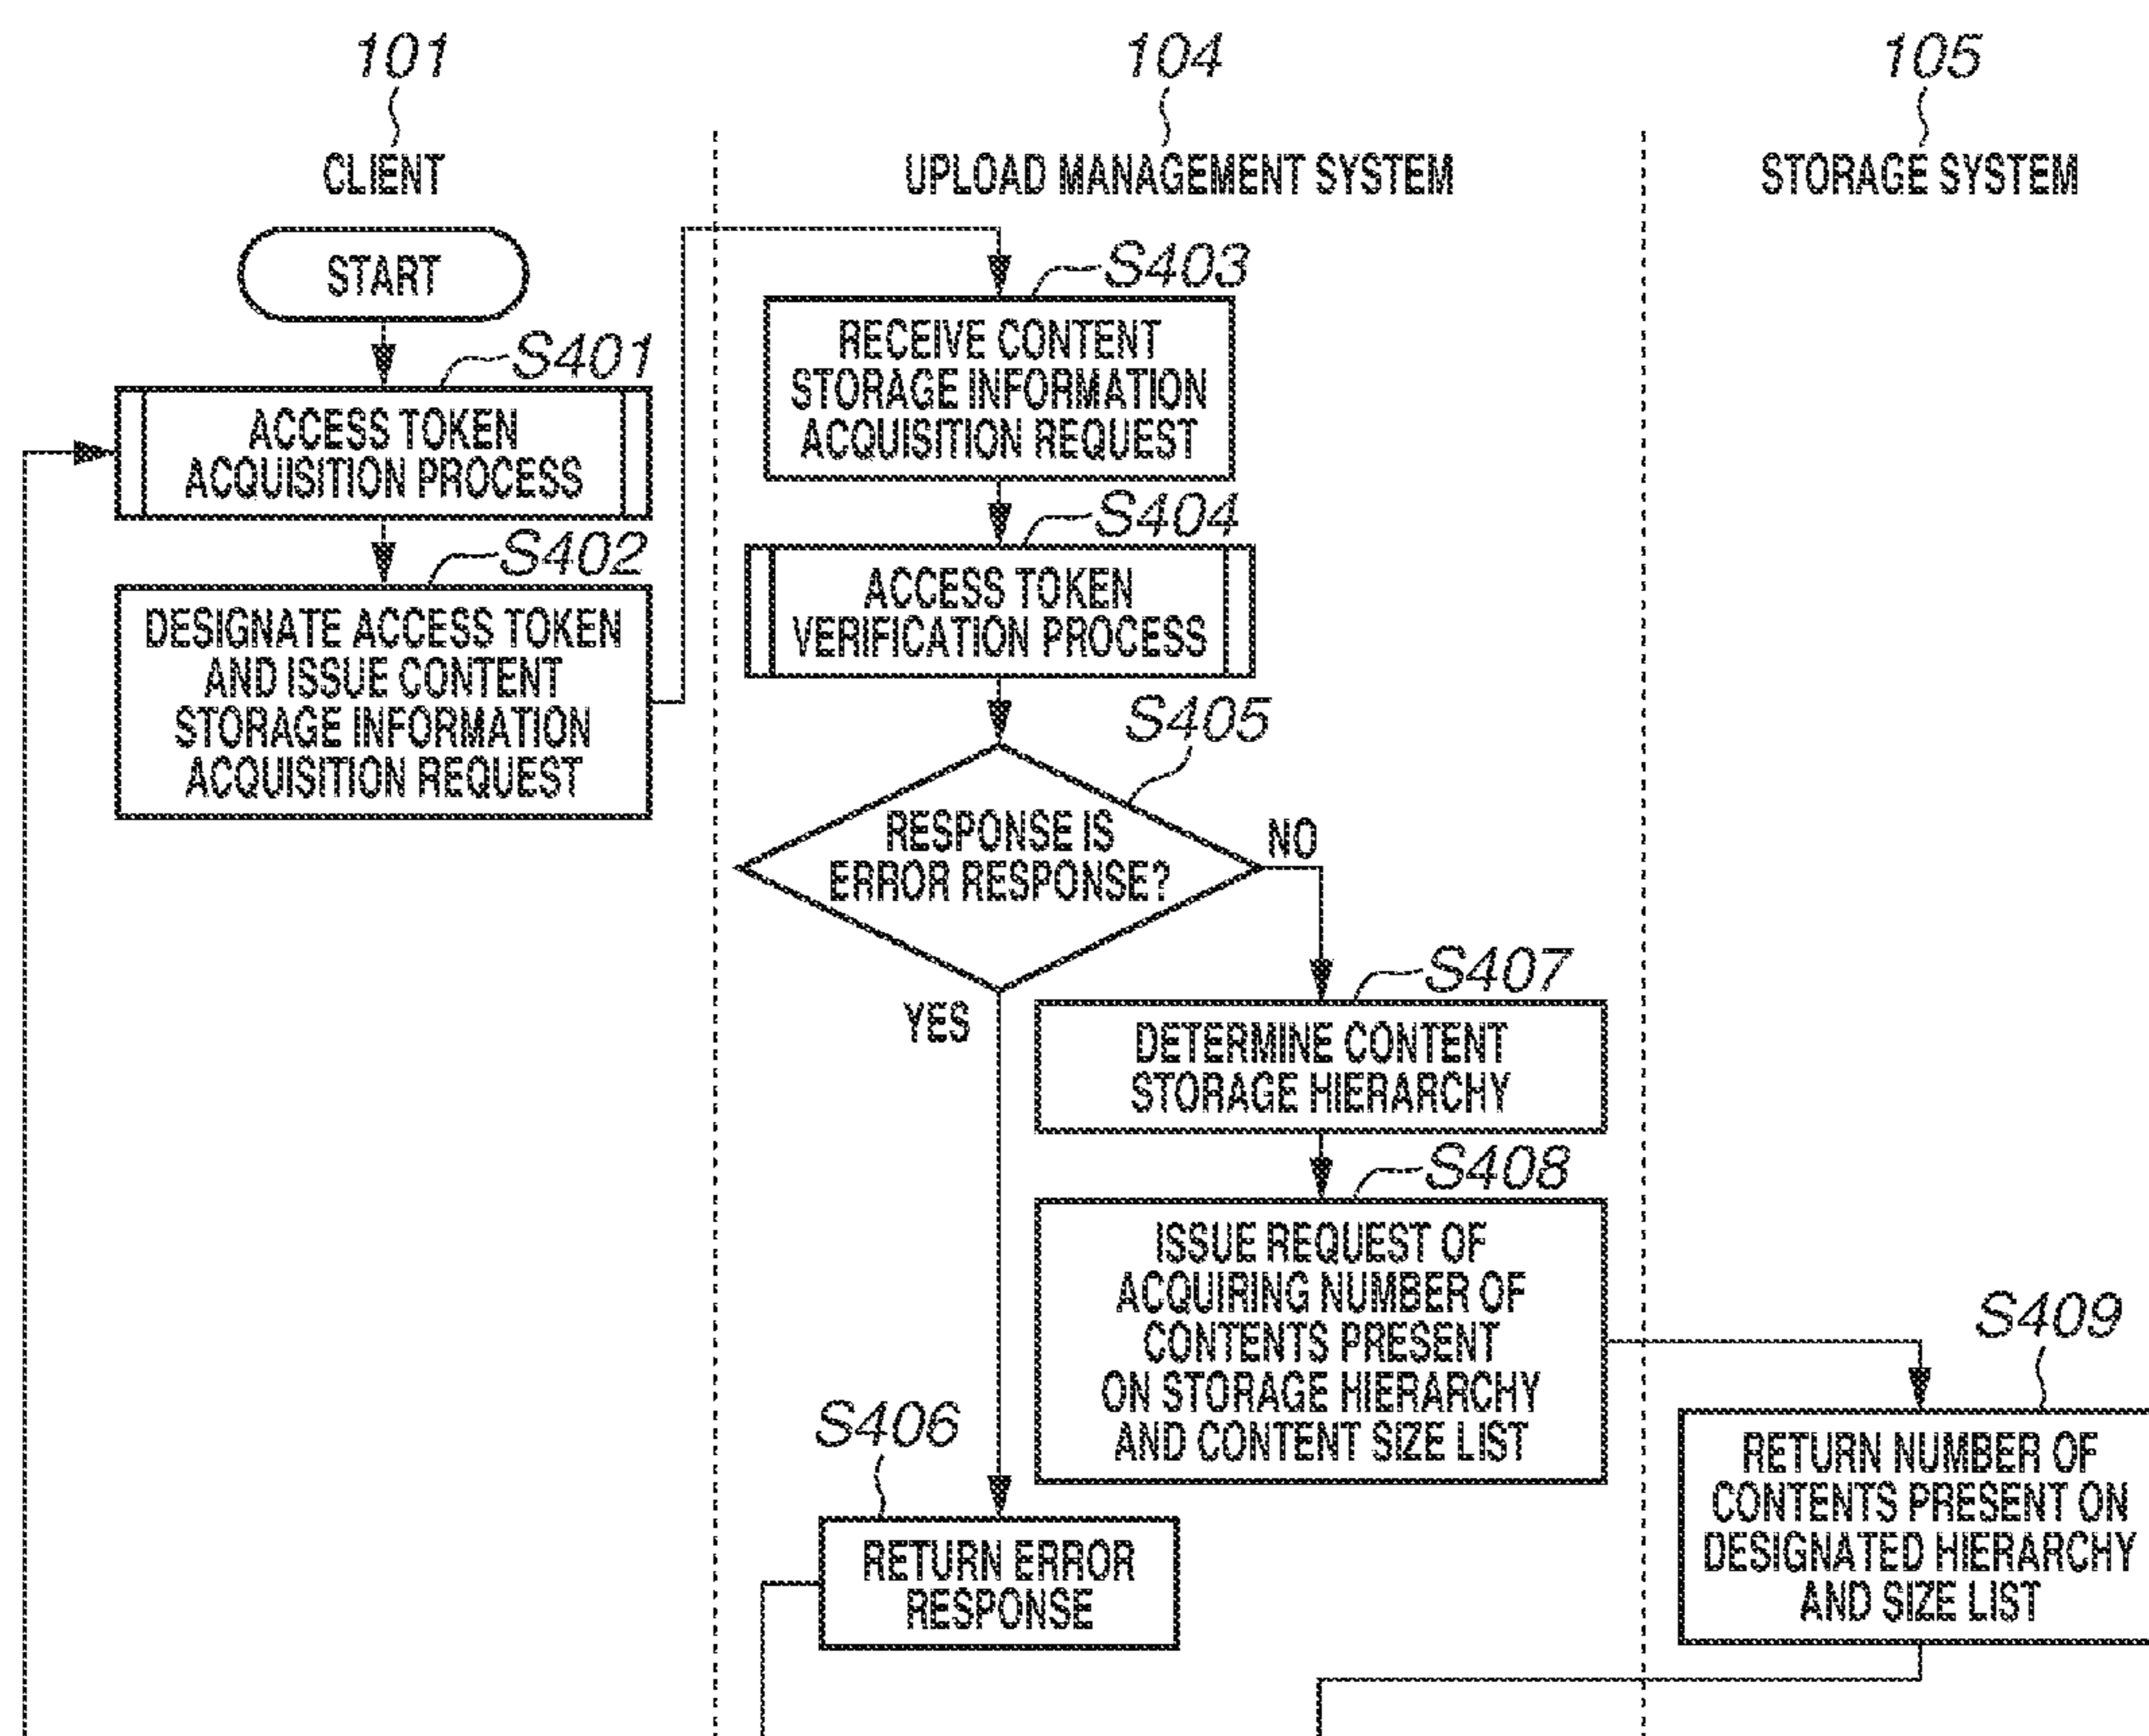 101
104
105
CLIENT
UPLOAD MANAGEMENT SYSTEM
STORAGE SYSTEM
START
S401
ACCESS TOKEN
ACQUISITION PROCESS
S402
DESIGNATE ACCESS TOKEN
AND ISSUE CONTENT
STORAGE INFORMATION
ACQUISITION REQUEST
S403
RECEIVE CONTENT
STORAGE INFORMATION
ACQUISITION REQUEST
S404
ACCESS TOKEN
VERIFICATION PROCESS
S405
RESPONSE IS
ERROR RESPONSE?
NO
YES
S407
DETERMINE CONTENT
STORAGE HIERARCHY
S408
ISSUE REQUEST OF
ACQUIRING NUMBER OF
CONTENTS PRESENT
ON STORAGE HIERARCHY
AND CONTENT SIZE LIST
S406
RETURN ERROR
RESPONSE
S409
RETURN NUMBER OF
CONTENTS PRESENT ON
DESIGNATED HIERARCHY
AND SIZE LIST